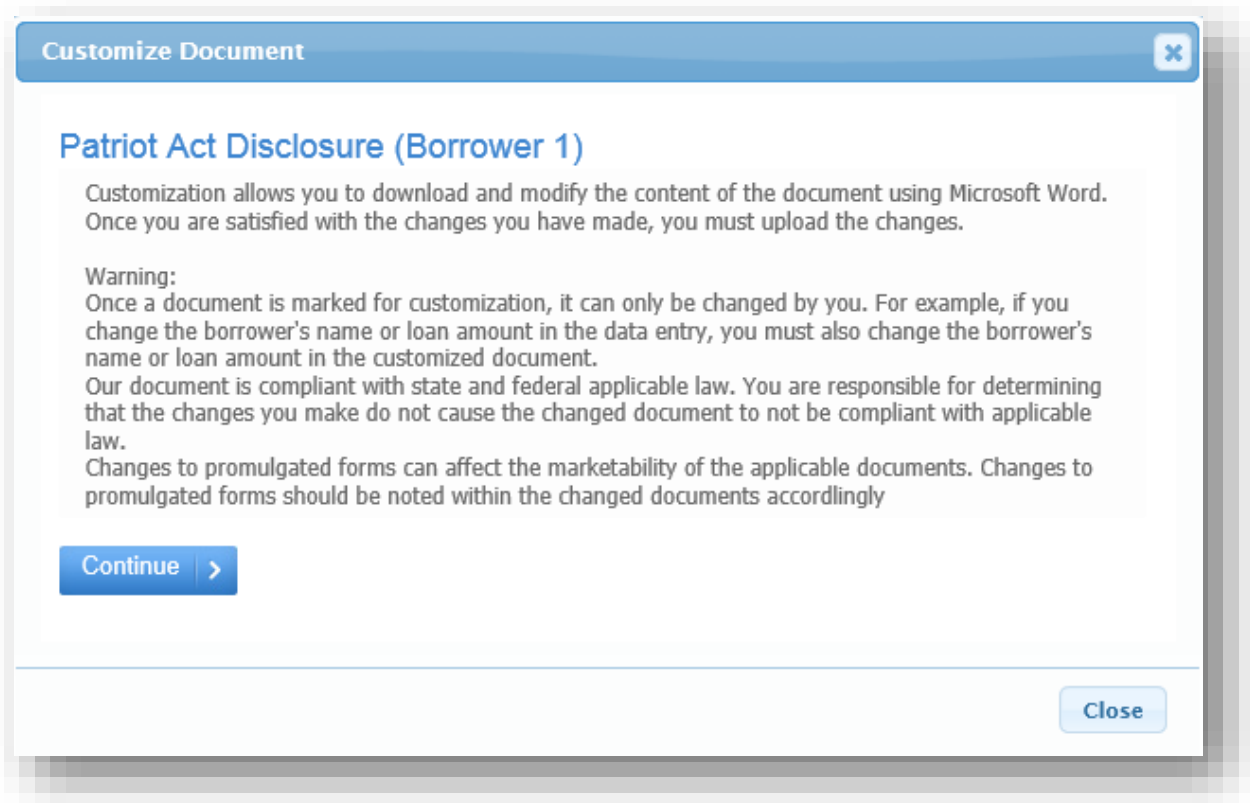 Customize Document
Patriot Act Disclosure (Borrower 1)
Customization allows you to download and modify the content of the document using Microsoft Word.
Once you are satisfied with the changes you have made, you must upload the changes.
Warning:
Once a document is marked for customization, it can only be changed by you. For example, if you
change the borrower's name or loan amount in the data entry, you must also change the borrower's
name or loan amount in the customized document.
Our document is compliant with state and federal applicable law. You are responsible for determining
that the changes you make do not cause the changed document to not be compliant with applicable
law.
Changes to promulgated forms can affect the marketability of the applicable documents. Changes to
promulgated forms should be noted within the changed documents accordlingly
Continue
Close